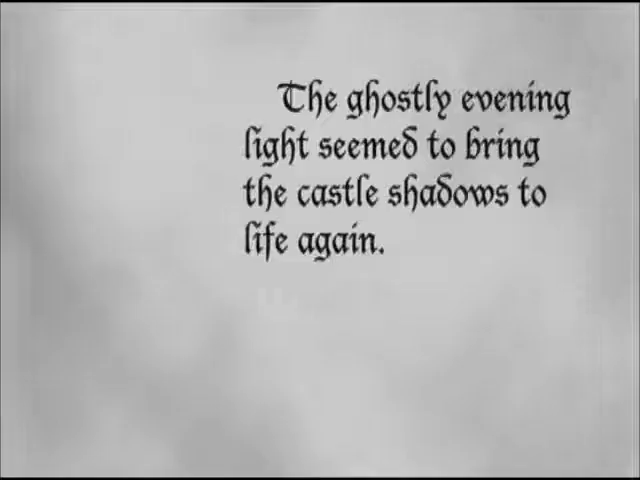 The ghostly evening
light seemed to bring
the castle shadows to
life again.